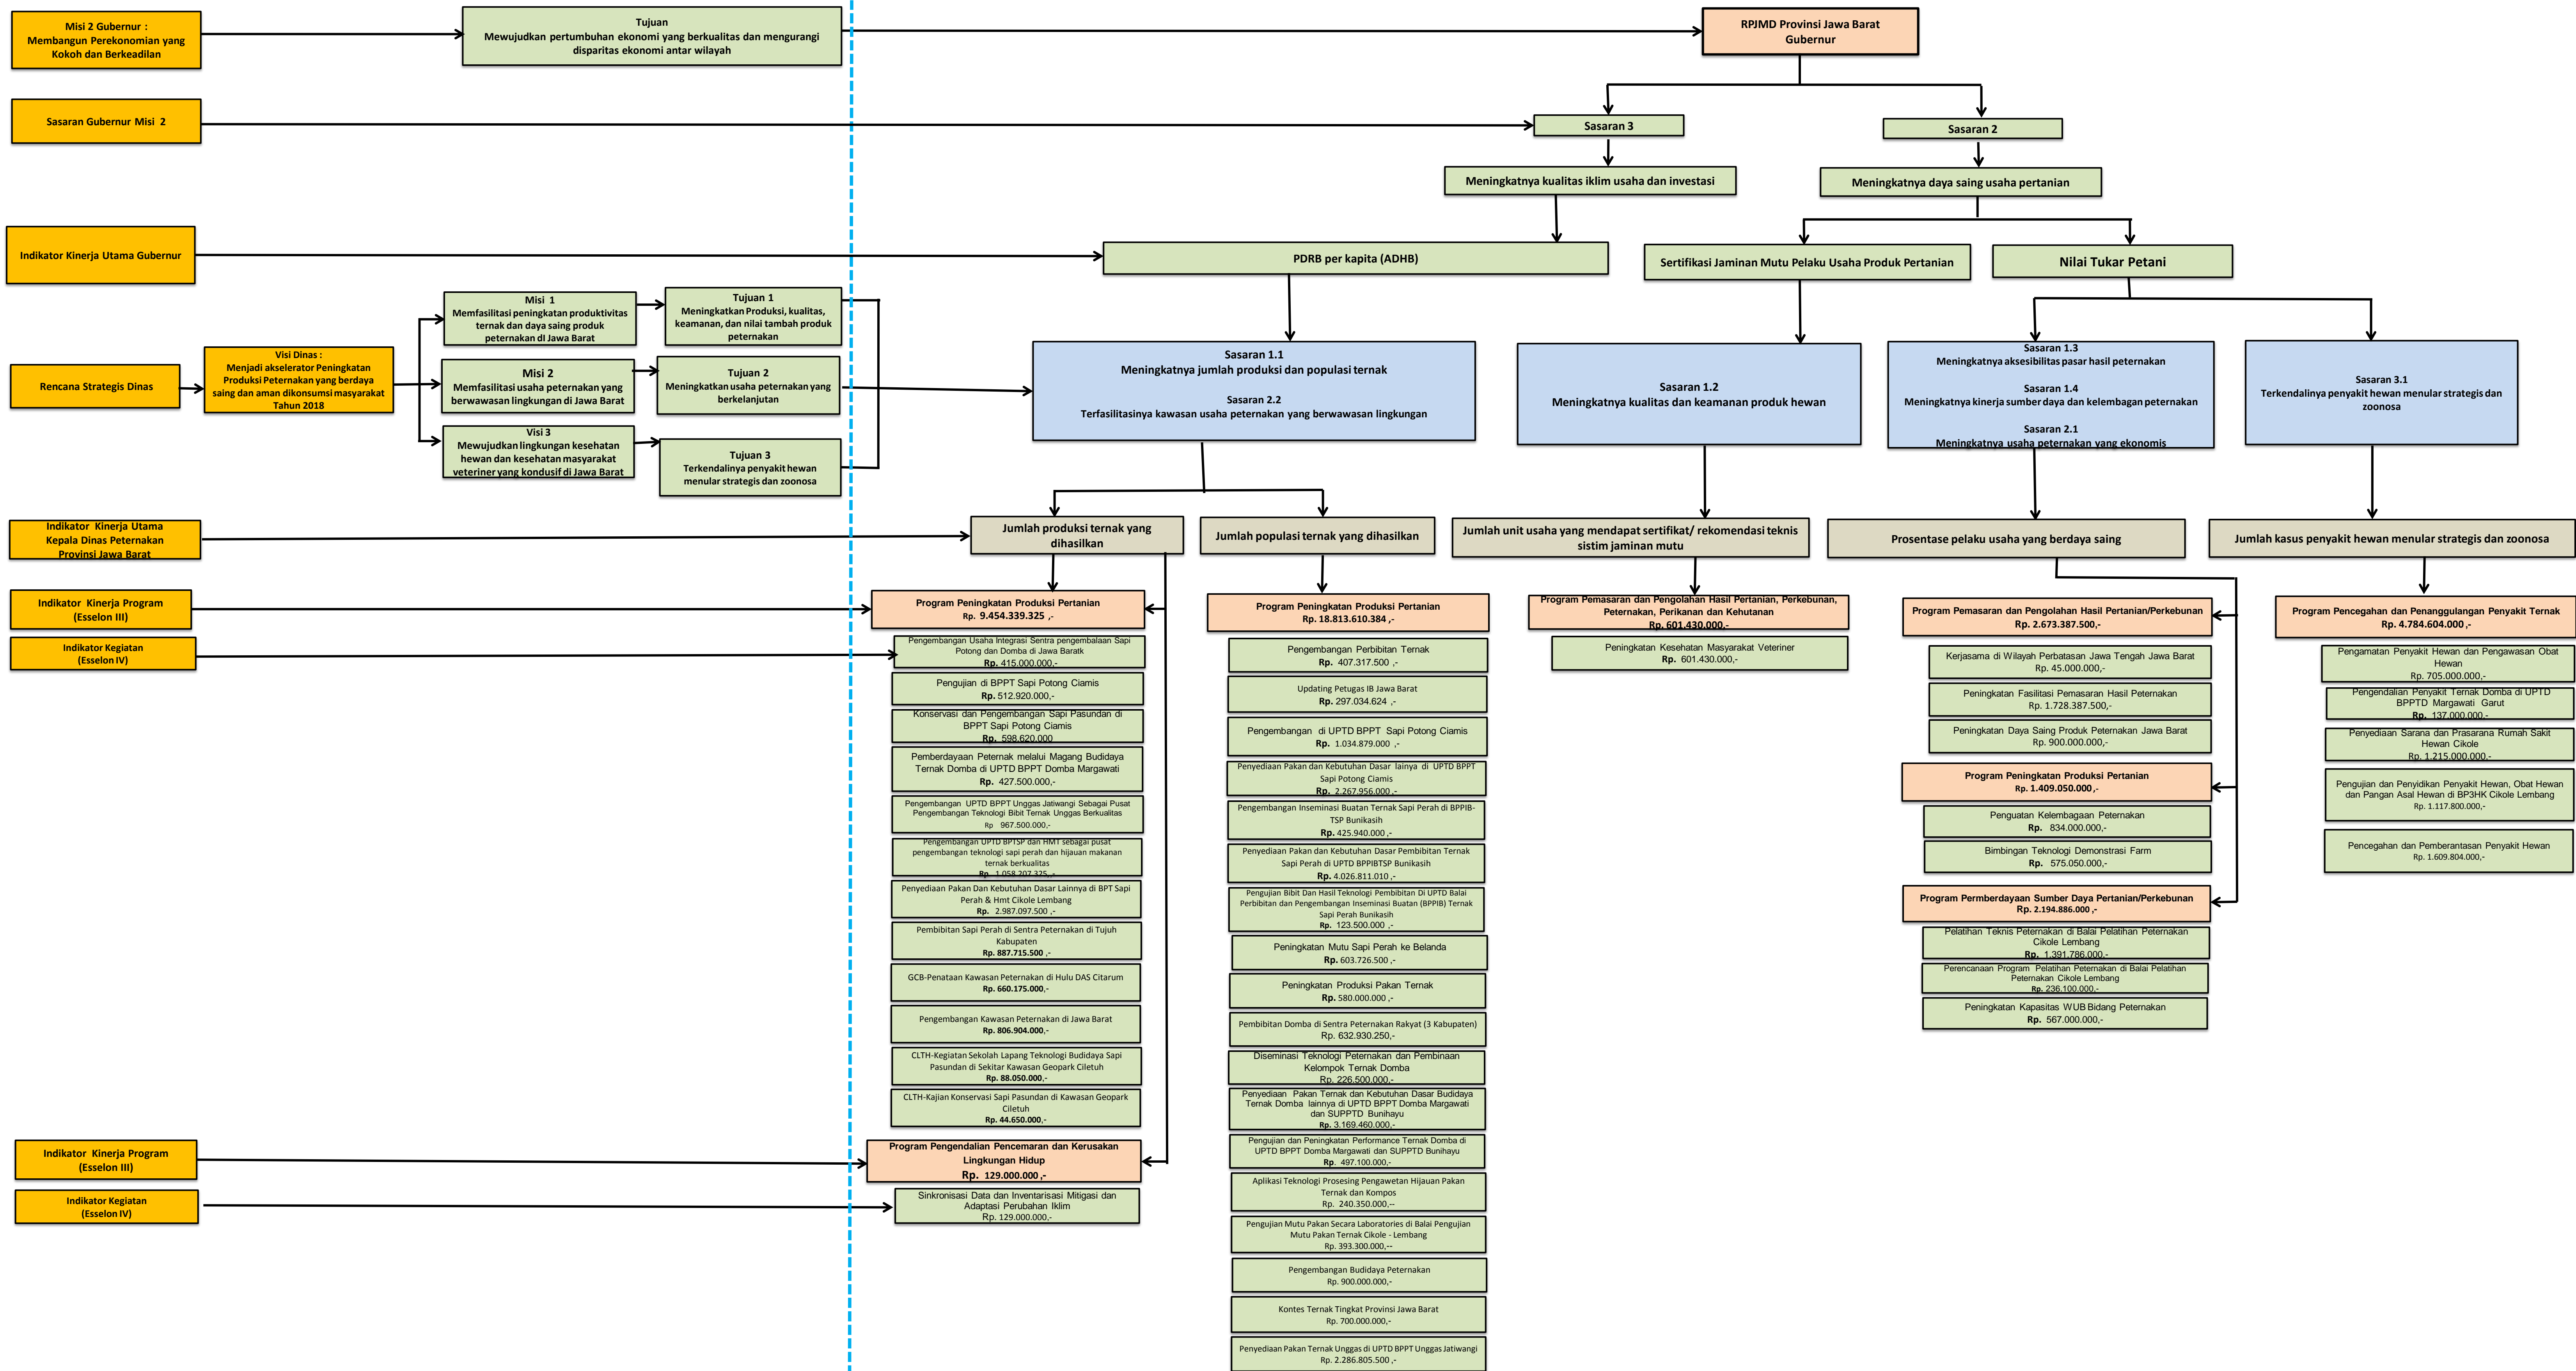 Misi 2 Gubernur :
Membangun Perekonomian yang
Kokoh dan Berkeadilan
Tujuan
Mewujudkan pertumbuhan ekonomi yang berkualitas dan mengurangi
disparitas ekonomi antar wilayah
RPJMD Provinsi Jawa Barat
Gubernur
Sasaran Gubernur Misi 2
Sasaran 3
Sasaran 2
Meningkatnya kualitas iklim usaha dan investasi
Meningkatnya daya saing usaha pertanian
Indikator Kinerja Utama Gubernur
PDRB per kapita (ADHB)
Sertifikasi Jaminan Mutu Pelaku Usaha Produk Pertanian
Nilai Tukar Petani
Rencana Strategis Dinas
Visi Dinas :
Menjadi akselerator Peningkatan
Produksi Peternakan yang berdaya
saing dan aman dikonsumsi masyarakat
Tahun 2018
Misi 1
Memfasilitasi peningkatan produktivitas
ternak dan daya saing produk
peternakan dI Jawa Barat
Tujuan 1
Meningkatkan Produksi, kualitas,
keamanan, dan nilai tambah produk
peternakan
Misi 2
Memfasilitasi usaha peternakan yang
berwawasan lingkungan di Jawa Barat
Tujuan 2
Meningkatkan usaha peternakan yang
berkelanjutan
Visi 3
Mewujudkan lingkungan kesehatan
hewan dan kesehatan masyarakat
veteriner yang kondusif di Jawa Barat
Tujuan 3
Terkendalinya penyakit hewan
menular strategis dan zoonosa
Sasaran 1.1
Meningkatnya jumlah produksi dan populasi ternak
Sasaran 2.2
Terfasilitasinya kawasan usaha peternakan yang berwawasan lingkungan
Sasaran 1.2
Meningkatnya kualitas dan keamanan produk hewan
Sasaran 1.3
Meningkatnya aksesibilitas pasar hasil peternakan
Sasaran 1.4
Meningkatnya kinerja sumber daya dan kelembagan peternakan
Sasaran 2.1
Meningkatnya usaha peternakan yang ekonomis
Sasaran 3.1
Terkendalinya penyakit hewan menular strategis dan
zoonosa
Indikator Kinerja Utama
Kepala Dinas Peternakan
Provinsi Jawa Barat
Jumlah produksi ternak yang
dihasilkan
Jumlah populasi ternak yang dihasilkan
Jumlah unit usaha yang mendapat sertifikat/ rekomendasi teknis
sistim jaminan mutu
Prosentase pelaku usaha yang berdaya saing
Jumlah kasus penyakit hewan menular strategis dan zoonosa
Indikator Kinerja Program
(Esselon III)
Indikator Kegiatan
(Esselon IV)
Program Peningkatan Produksi Pertanian
Rp. 9.454.339.325 ,-
Pengembangan Usaha Integrasi Sentra pengembalaan Sapi
Potong dan Domba di Jawa Baratk
Rp. 415.000.000,-
Pengujian di BPPT Sapi Potong Ciamis
Rp. 512.920.000,-
Konservasi dan Pengembangan Sapi Pasundan di
BPPT Sapi Potong Ciamis
Rp. 598.620.000
Pemberdayaan Peternak melalui Magang Budidaya
Ternak Domba di UPTD BPPT Domba Margawati
Rp. 427.500.000,-
Pengembangan UPTD BPPT Unggas Jatiwangi Sebagai Pusat
Pengembangan Teknologi Bibit Ternak Unggas Berkualitas
Rp 967.500.000,-
Pengembangan UPTD BPTSP dan HMT sebagai pusat
pengembangan teknologi sapi perah dan hijauan makanan
ternak berkualitas
Rp. 1.058.207.325,,-
Penyediaan Pakan Dan Kebutuhan Dasar Lainnya di BPT Sapi
Perah & Hmt Cikole Lembang
Rp. 2.987.097.500 ,-
Pembibitan Sapi Perah di Sentra Peternakan di Tujuh
Kabupaten
Rp. 887.715.500 ,-
GCB-Penataan Kawasan Peternakan di Hulu DAS Citarum
Rp. 660.175.000,-
Pengembangan Kawasan Peternakan di Jawa Barat
Rp. 806.904.000,-
CLTH-Kegiatan Sekolah Lapang Teknologi Budidaya Sapi
Pasundan di Sekitar Kawasan Geopark Ciletuh
Rp. 88.050.000,-
CLTH-Kajian Konservasi Sapi Pasundan di Kawasan Geopark
Ciletuh
Rp. 44.650.000,-
Indikator Kinerja Program
(Esselon III)
Program Pengendalian Pencemaran dan Kerusakan
Lingkungan Hidup
Rp. 129.000.000 ,-
Indikator Kegiatan
(Esselon IV)
Sinkronisasi Data dan Inventarisasi Mitigasi dan
Adaptasi Perubahan Iklim
Rp. 129.000.000,-
Program Peningkatan Produksi Pertanian
Rp. 18.813.610.384 ,-
Pengembangan Perbibitan Ternak
Rp. 407.317.500 ,-
Updating Petugas IB Jawa Barat
Rp. 297.034.624 ,-
Pengembangan di UPTD BPPT Sapi Potong Ciamis
Rp. 1.034.879.000 ,-
Penyediaan Pakan dan Kebutuhan Dasar lainya di UPTD BPPT
Sapi Potong Ciamis
Rp. 2.267.956.000 ,-
Pengembangan Inseminasi Buatan Ternak Sapi Perah di BPPIB-
TSP Bunikasih
Rp. 425.940.000 ,-
Penyediaan Pakan dan Kebutuhan Dasar Pembibitan Ternak
Sapi Perah di UPTD BPPIBTSP Bunikasih
Rp. 4.026.811.010 ,-
Pengujian Bibit Dan Hasil Teknologi Pembibitan Di UPTD Balai
Perbibitan dan Pengembangan Inseminasi Buatan (BPPIB) Ternak
Sapi Perah Bunikasih
Rp. 123.500.000 ,-
Peningkatan Mutu Sapi Perah ke Belanda
Rp. 603.726.500 ,-
Peningkatan Produksi Pakan Ternak
Rp. 580.000.000 ,-
Pembibitan Domba di Sentra Peternakan Rakyat (3 Kabupaten)
Rp. 632.930.250,-
Diseminasi Teknologi Peternakan dan Pembinaan
Kelompok Ternak Domba
Rp. 226.500.000,-
Penyediaan Pakan Ternak dan Kebutuhan Dasar Budidaya
Ternak Domba lainnya di UPTD BPPT Domba Margawati
dan SUPPTD Bunihayu
Rp. 3.169.460.000 ,-
Pengujian dan Peningkatan Performance Ternak Domba di
UPTD BPPT Domba Margawati dan SUPPTD Bunihayu
Rp. 497.100.000,-
Aplikasi Teknologi Prosesing Pengawetan Hijauan Pakan
Ternak dan Kompos
Rp. 240.350.000,--
Pengujian Mutu Pakan Secara Laboratories di Balai Pengujian
Mutu Pakan Ternak Cikole - Lembang
Rp. 393.300.000,--
Pengembangan Budidaya Peternakan
Rp. 900.000.000,-
Kontes Ternak Tingkat Provinsi Jawa Barat
Rp. 700.000.000,-
Penyediaan Pakan Ternak Unggas di UPTD BPPT Unggas Jatiwangi
Rp. 2.286.805.500 ,-
Program Pemasaran dan Pengolahan Hasil Pertanian, Perkebunan,
Peternakan, Perikanan dan Kehutanan
Rp. 601.430.000,-
Peningkatan Kesehatan Masyarakat Veteriner
Rp. 601.430.000,-
Program Pemasaran dan Pengolahan Hasil Pertanian/Perkebunan
Rp. 2.673.387.500,-
Kerjasama di Wilayah Perbatasan Jawa Tengah Jawa Barat
Rp. 45.000.000,-
Peningkatan Fasilitasi Pemasaran Hasil Peternakan
Rp. 1.728.387.500,-
Peningkatan Daya Saing Produk Peternakan Jawa Barat
Rp. 900.000.000,-
Program Peningkatan Produksi Pertanian
Rp. 1.409.050.000 ,-
Penguatan Kelembagaan Peternakan
Rp. 834.000.000,-
Bimbingan Teknologi Demonstrasi Farm
Rp. 575.050.000,-
Program Permberdayaan Sumber Daya Pertanian/Perkebunan
Rp. 2.194.886.000 ,-
Pelatihan Teknis Peternakan di Balai Pelatihan Peternakan
Cikole Lembang
Rp. 1.391.786.000,-
Perencanaan Program Pelatihan Peternakan di Balai Pelatihan
Peternakan Cikole Lembang
Rp. 236.100.000,-
Peningkatan Kapasitas WUB Bidang Peternakan
Rp. 567.000.000,-
Program Pencegahan dan Penanggulangan Penyakit Ternak
Rp. 4.784.604.000 ,-
Pengamatan Penyakit Hewan dan Pengawasan Obat
Hewan
Rp. 705.000.000,-
Pengendalian Penyakit Ternak Domba di UPTD
BPPTD Margawati Garut
Rp. 137.000.000,-
Penyediaan Sarana dan Prasarana Rumah Sakit
Hewan Cikole
Rp. 1.215.000.000,-
Pengujian dan Penyidikan Penyakit Hewan, Obat Hewan
dan Pangan Asal Hewan di BP3HK Cikole Lembang
Rp. 1.117.800.000,-
Pencegahan dan Pemberantasan Penyakit Hewan
Rp. 1.609.804.000,-